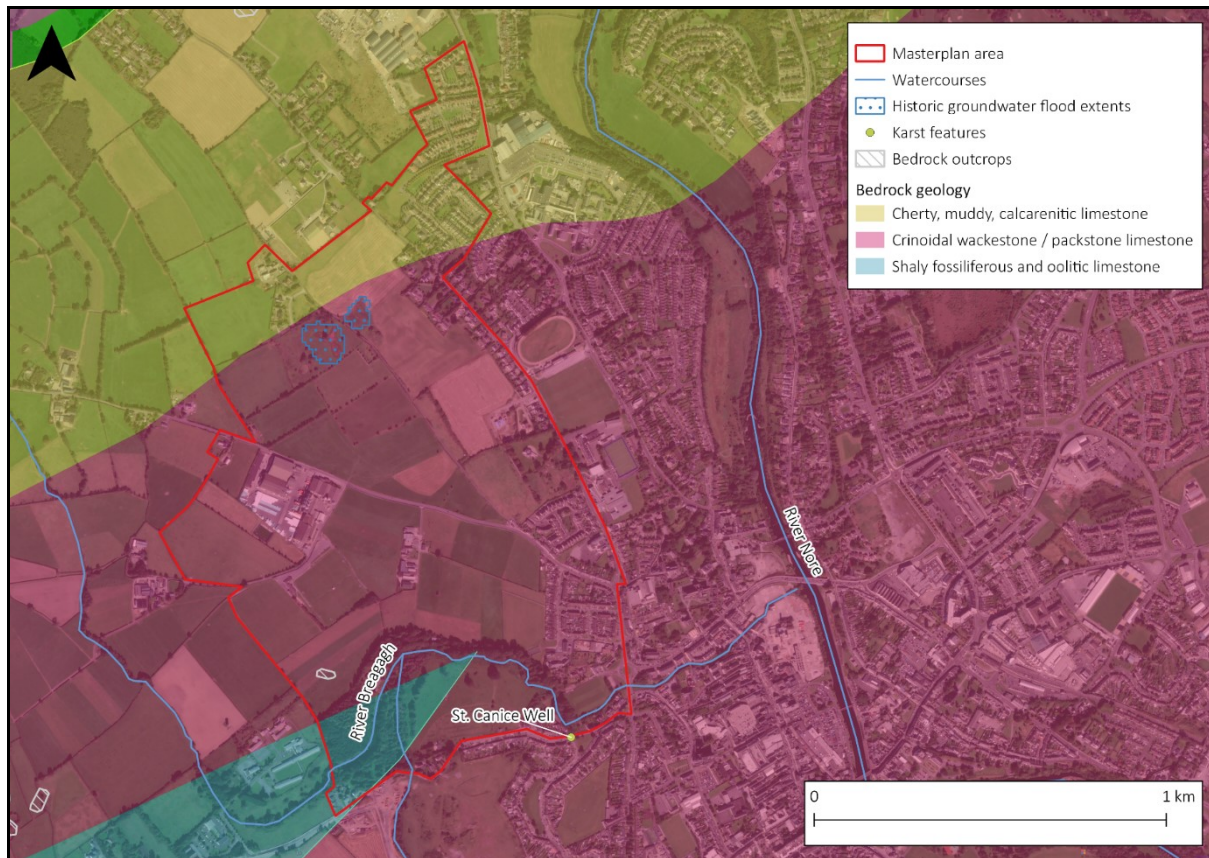 Masterplan area
Watercourses
Historic groundwater flood extents
Karst features
Bedrock outcrops
Bedrock geology
Cherty, muddy, calcarenitic limestone
Crinoidal wackestone / packstone limestone
Shaly fossiliferous and oolitic limestone
River Nore
River Breagagh
St. Canice Well
0
1 km